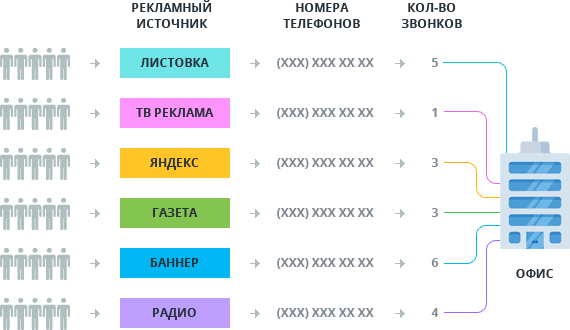 РЕКЛАМНЫЙ ИСТОЧНИК
НОМЕРА ТЕЛЕФОНОВ
КОЛ-ВО ЗВОНКОВ
ЛИСТОВКА (XXX) XXX XX XX 5
ТВ РЕКЛАМА (XXX) XXX XX XX 1
ЯНДЕКС (XXX) XXX XX XX 3
ГАЗЕТА (XXX) XXX XX XX 3
БАННЕР (XXX) XXX XX XX 6
РАДИО (XXX) XXX XX XX 4
ОФИС